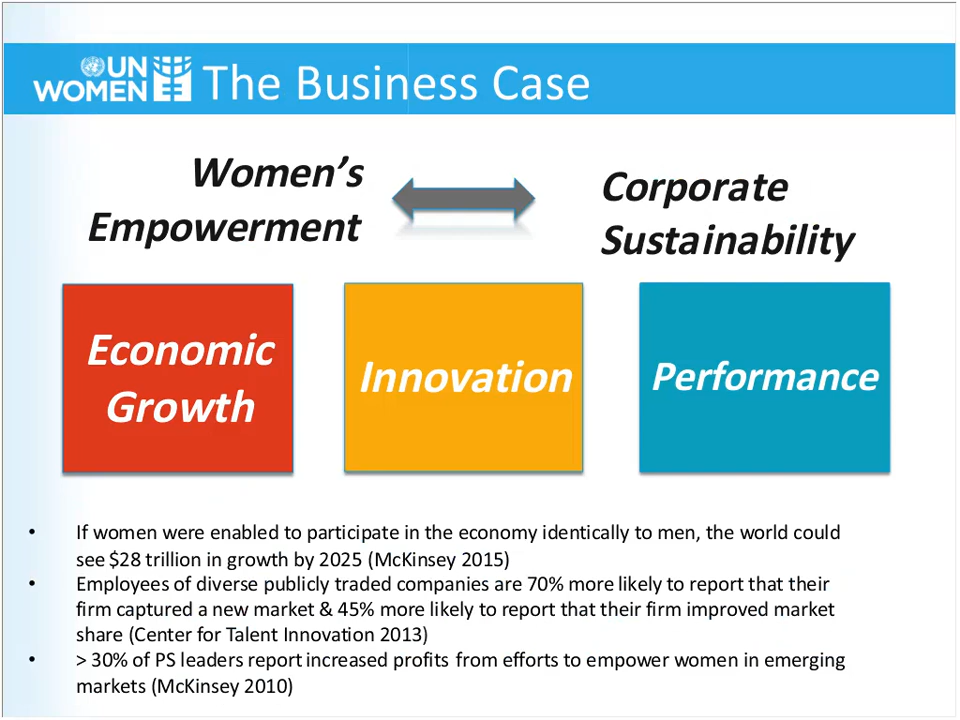 UN
WOMEN
The Business Case
Women’s
Empowerment
Corporate
Sustainability
Economic
Growth
Innovation
Performance
• If women were enabled to participate in the economy identically to men, the world could
see $28 trillion in growth by 2025 (McKinsey 2015)
• Employees of diverse publicly traded companies are 70% more likely to report that their
firm captured a new market & 45% more likely to report that their firm improved market
share (Center for Talent Innovation 2013)
• > 30% of PS leaders report increased profits from efforts to empower women in emerging
markets (McKinsey 2010)